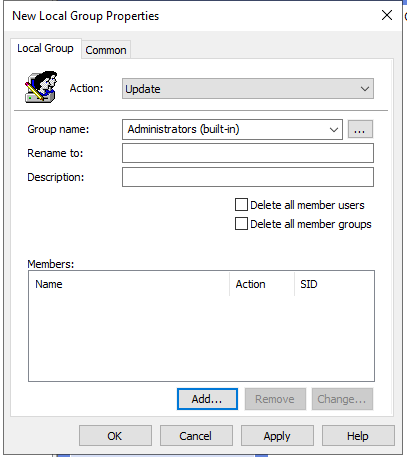 New Local Group Properties
Local Group Common
Action: Update
Group name: Administrators (built-in) ...
Rename to:
Description:
Delete all member users
Delete all member groups
Members:
Name Action SID
Add... Remove Change...
OK Cancel Apply Help